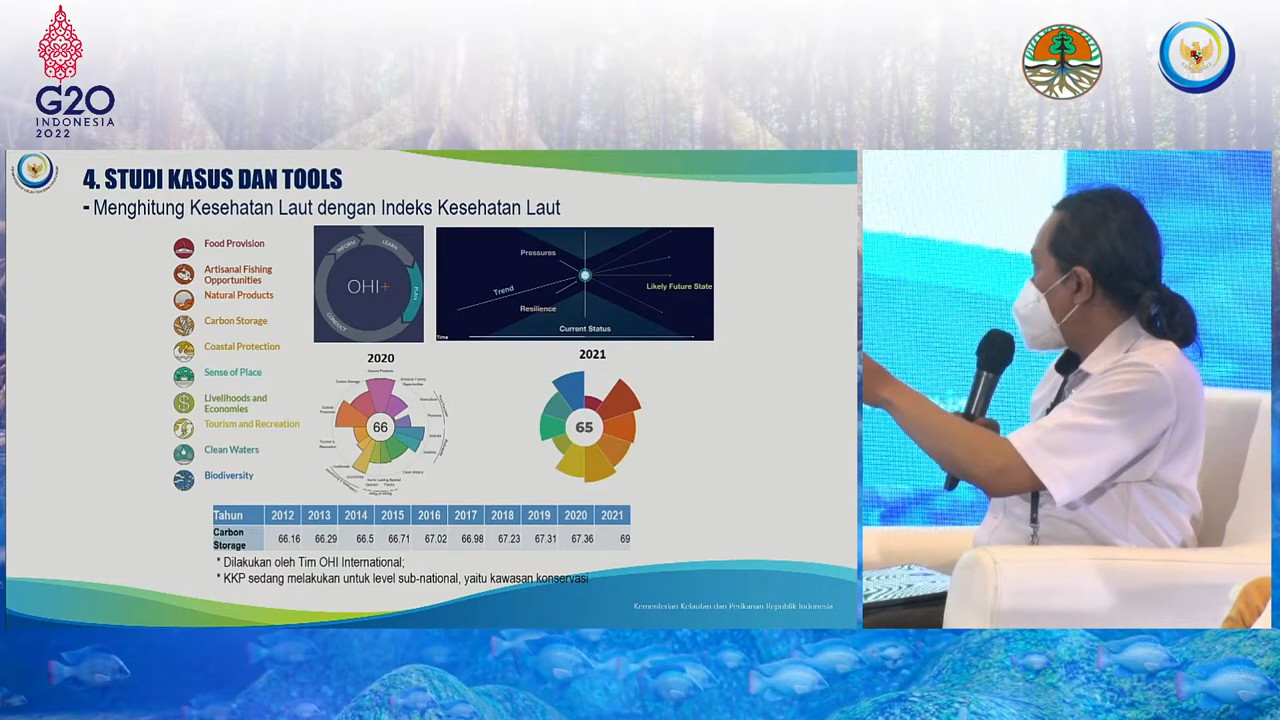 G20
INDONESIA
2022
4. STUDI KASUS DAN TOOLS
- Menghitung Kesehatan Laut dengan Indeks Kesehatan Laut
Food Provision
Artisanal Fishing
Opportunities
Natural Products
Carbon Storage
Coastal Protection
Sense of Place
Livelihoods and
Economies
Tourism and Recreation
Clean Waters
Biodiversity
INFORM
LEARN
PLAN
CONDUCT
OHI+
Pressures
Trend
Resilience
Likely Future State
Current Status
Time
2020
66
2021
65
Tahun 2012 2013 2014 2015 2016 2017 2018 2019 2020 2021
Carbon
Storage 66.16 66.29 66.5 66.71 67.02 66.98 67.23 67.31 67.36 69
* Dilakukan oleh Tim OHI International;
* KKP sedang melakukan untuk level sub-national, yaitu kawasan konservasi
Kementerian Kelautan dan Perikanan Republik Indonesia